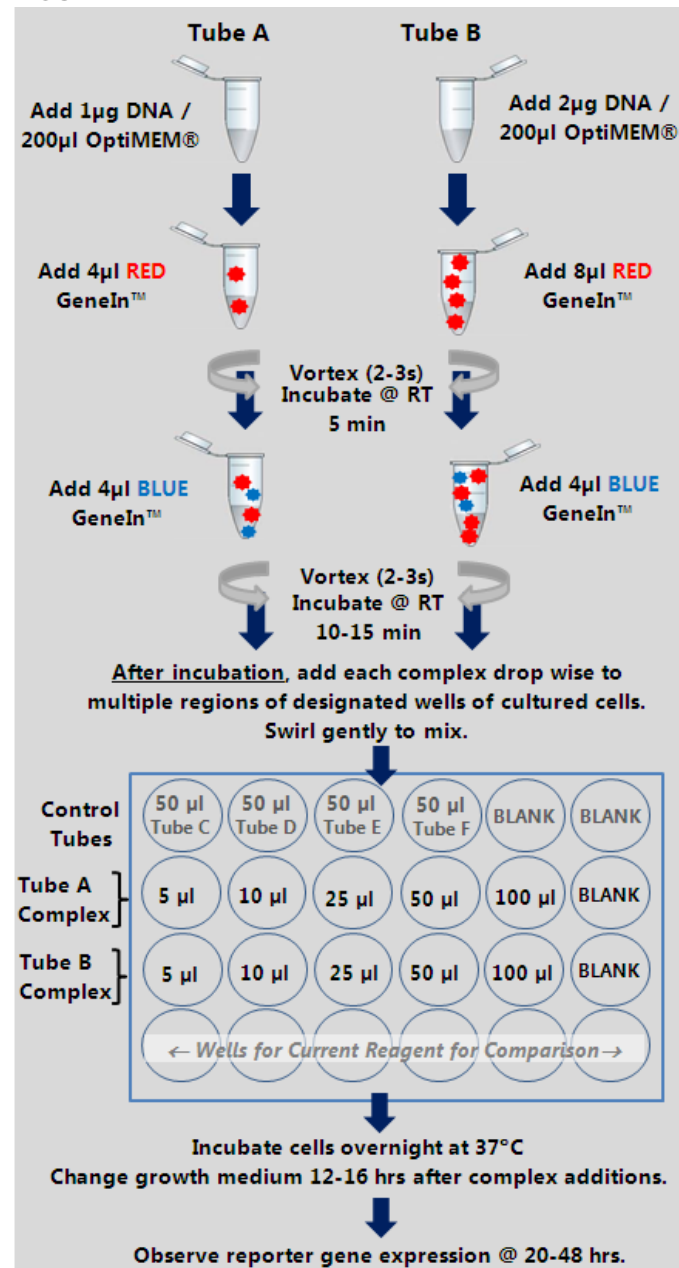 Tube A
Tube B
Add 1µg DNA /
200µl OptiMEM®
Add 2µg DNA /
200µl OptiMEM®
Add 4µl RED
GeneIn™
Add 8µl RED
GeneIn™
Vortex (2-3s)
Incubate @ RT
5 min
Add 4µl BLUE
GeneIn™
Add 4µl BLUE
GeneIn™
Vortex (2-3s)
Incubate @ RT
10-15 min
After incubation, add each complex drop wise to
multiple regions of designated wells of cultured cells.
Swirl gently to mix.
Control
Tubes
50 µl
Tube C
50 µl
Tube D
50 µl
Tube E
50 µl
Tube F
BLANK
BLANK
Tube A
Complex
5 µl
10 µl
25 µl
50 µl
100 µl
BLANK
Tube B
Complex
5 µl
10 µl
25 µl
50 µl
100 µl
BLANK
← Wells for Current Reagent for Comparison→
Incubate cells overnight at 37°C
Change growth medium 12-16 hrs after complex additions.
Observe reporter gene expression @ 20-48 hrs.